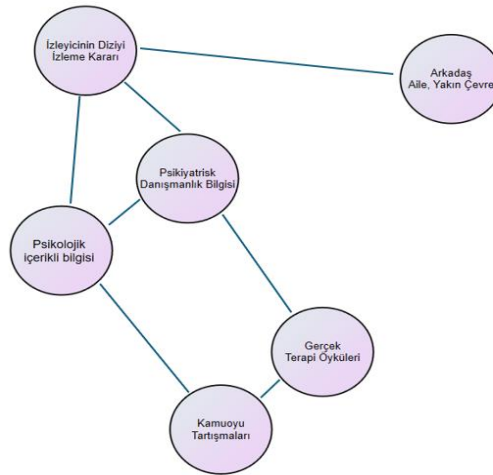 İzleyicinin Diziyi
İzleme Kararı
Arkadaş
Aile, Yakın Çevre
Psikiyatrisk
Danışmanlık Bilgisi
Psikolojik
içerikli bilgisi
Gerçek
Terapi Öyküleri
Kamuoyu
Tartışmaları